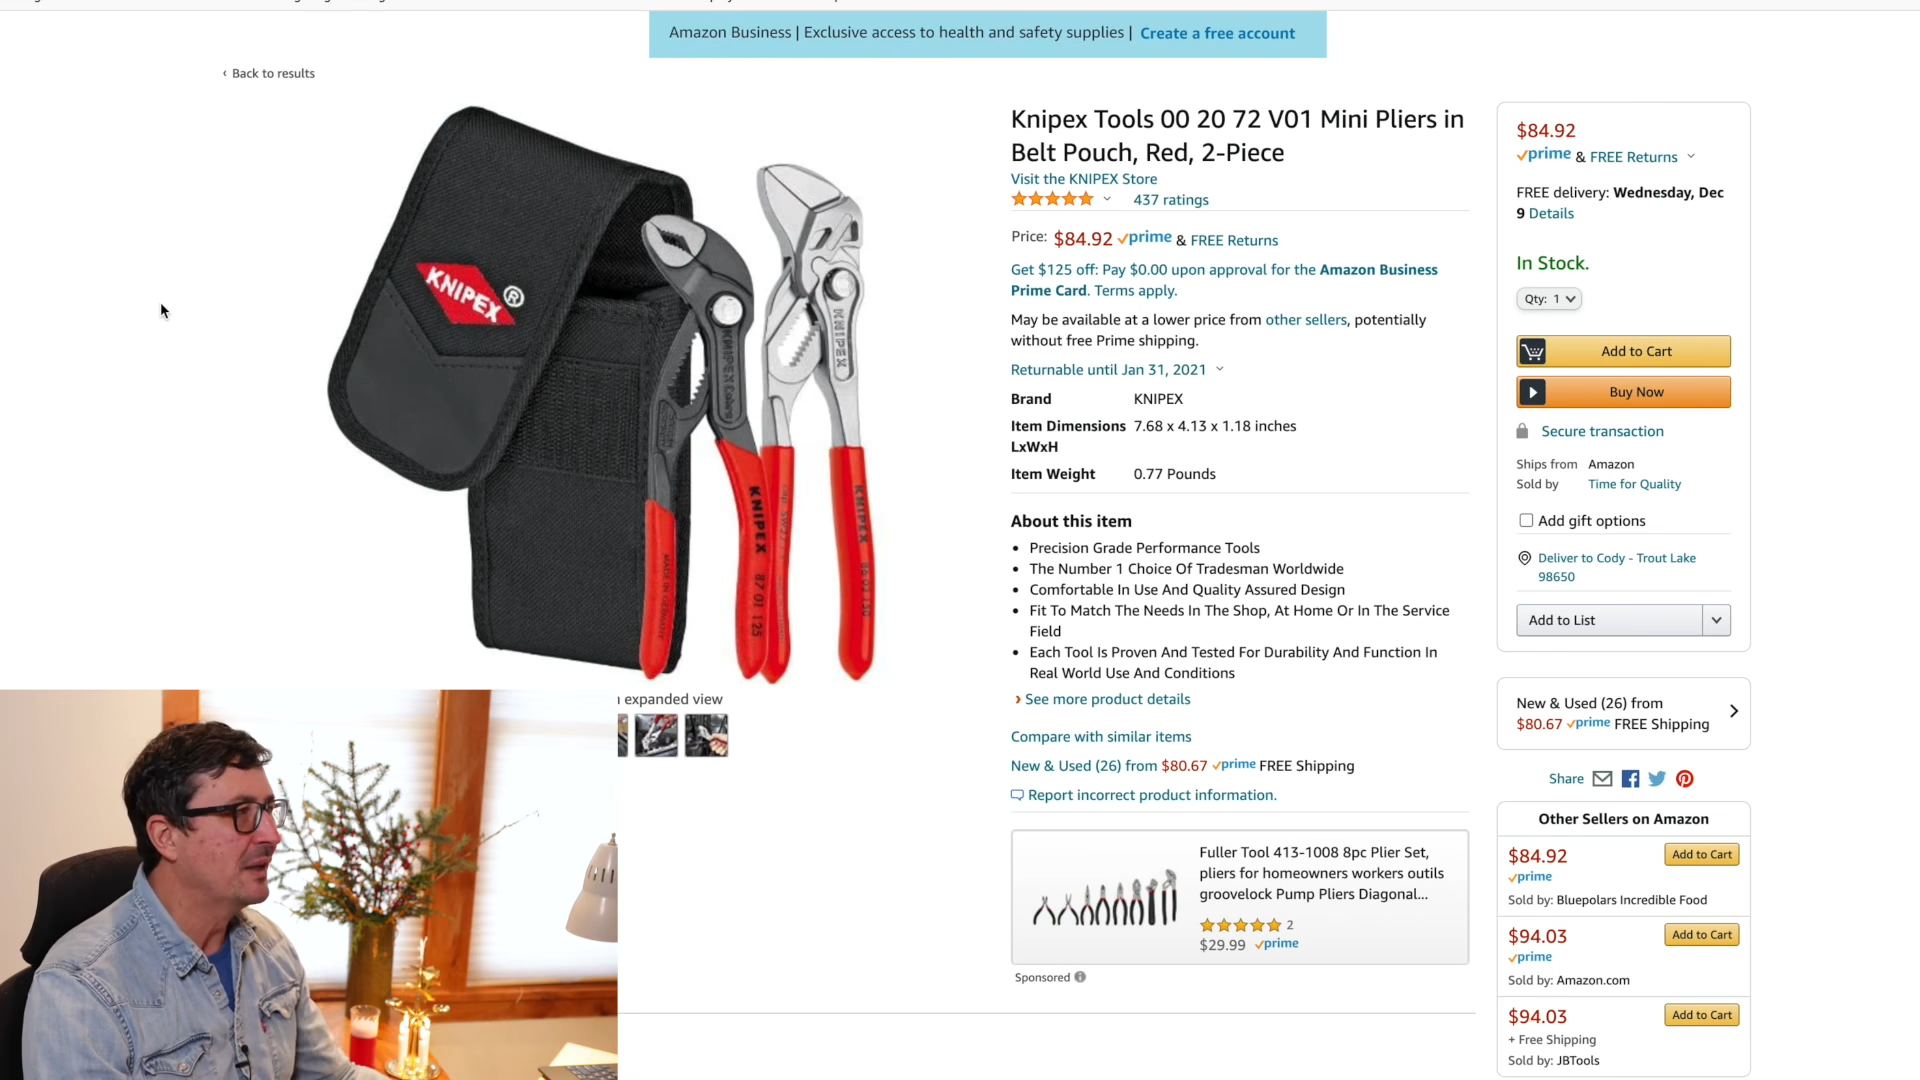 Amazon Business | Exclusive access to health and safety supplies | Create a free account
‹ Back to results
KNIPEX®
KNIPEX Cobra
KNIPEX
KNIPEX 87 01 125
MADE IN GERMANY
KNIPEX 86 03 150
n expanded view
Knipex Tools 00 20 72 V01 Mini Pliers in
Belt Pouch, Red, 2-Piece
Visit the KNIPEX Store
437 ratings
Price: $84.92 prime & FREE Returns
Get $125 off: Pay $0.00 upon approval for the Amazon Business
Prime Card. Terms apply.
May be available at a lower price from other sellers, potentially
without free Prime shipping.
Returnable until Jan 31, 2021
Brand KNIPEX
Item Dimensions 7.68 x 4.13 x 1.18 inches
LxWxH
Item Weight 0.77 Pounds
About this item
• Precision Grade Performance Tools
• The Number 1 Choice Of Tradesman Worldwide
• Comfortable In Use And Quality Assured Design
• Fit To Match The Needs In The Shop, At Home Or In The Service
Field
• Each Tool Is Proven And Tested For Durability And Function In
Real World Use And Conditions
› See more product details
Compare with similar items
New & Used (26) from $80.67 prime FREE Shipping
Report incorrect product information.
Fuller Tool 413-1008 8pc Plier Set,
pliers for homeowners workers outils
groovelock Pump Pliers Diagonal...
2
$29.99 prime
Sponsored
$84.92
prime & FREE Returns
FREE delivery: Wednesday, Dec
9 Details
In Stock.
Qty: 1
Add to Cart
Buy Now
Secure transaction
Ships from Amazon
Sold by Time for Quality
Add gift options
Deliver to Cody - Trout Lake
98650
Add to List
New & Used (26) from
$80.67 prime FREE Shipping
Share
Other Sellers on Amazon
$84.92 Add to Cart
prime
Sold by: Bluepolars Incredible Food
$94.03 Add to Cart
prime
Sold by: Amazon.com
$94.03 Add to Cart
+ Free Shipping
Sold by: JBTools